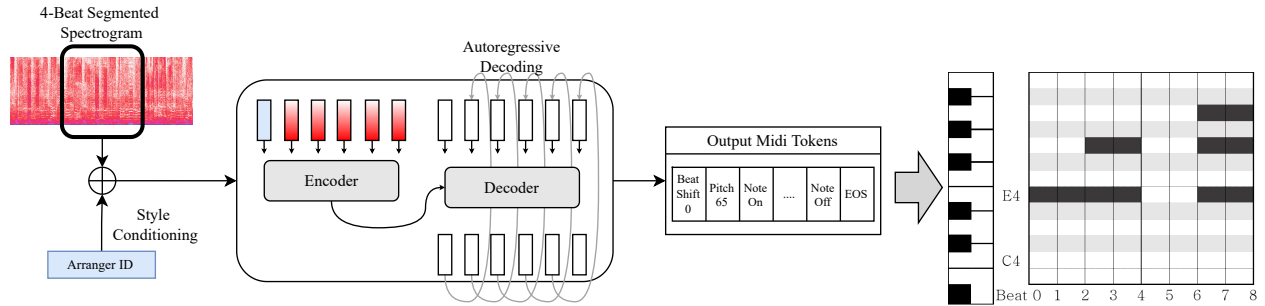 4-Beat Segmented
Spectrogram
Style
Conditioning
Arranger ID
Autoregressive
Decoding
Encoder
Decoder
Output Midi Tokens
Beat
Shift
0
Pitch
65
Note
On
....
Note
Off
EOS
E4
C4
Beat 0 1 2 3 4 5 6 7 8